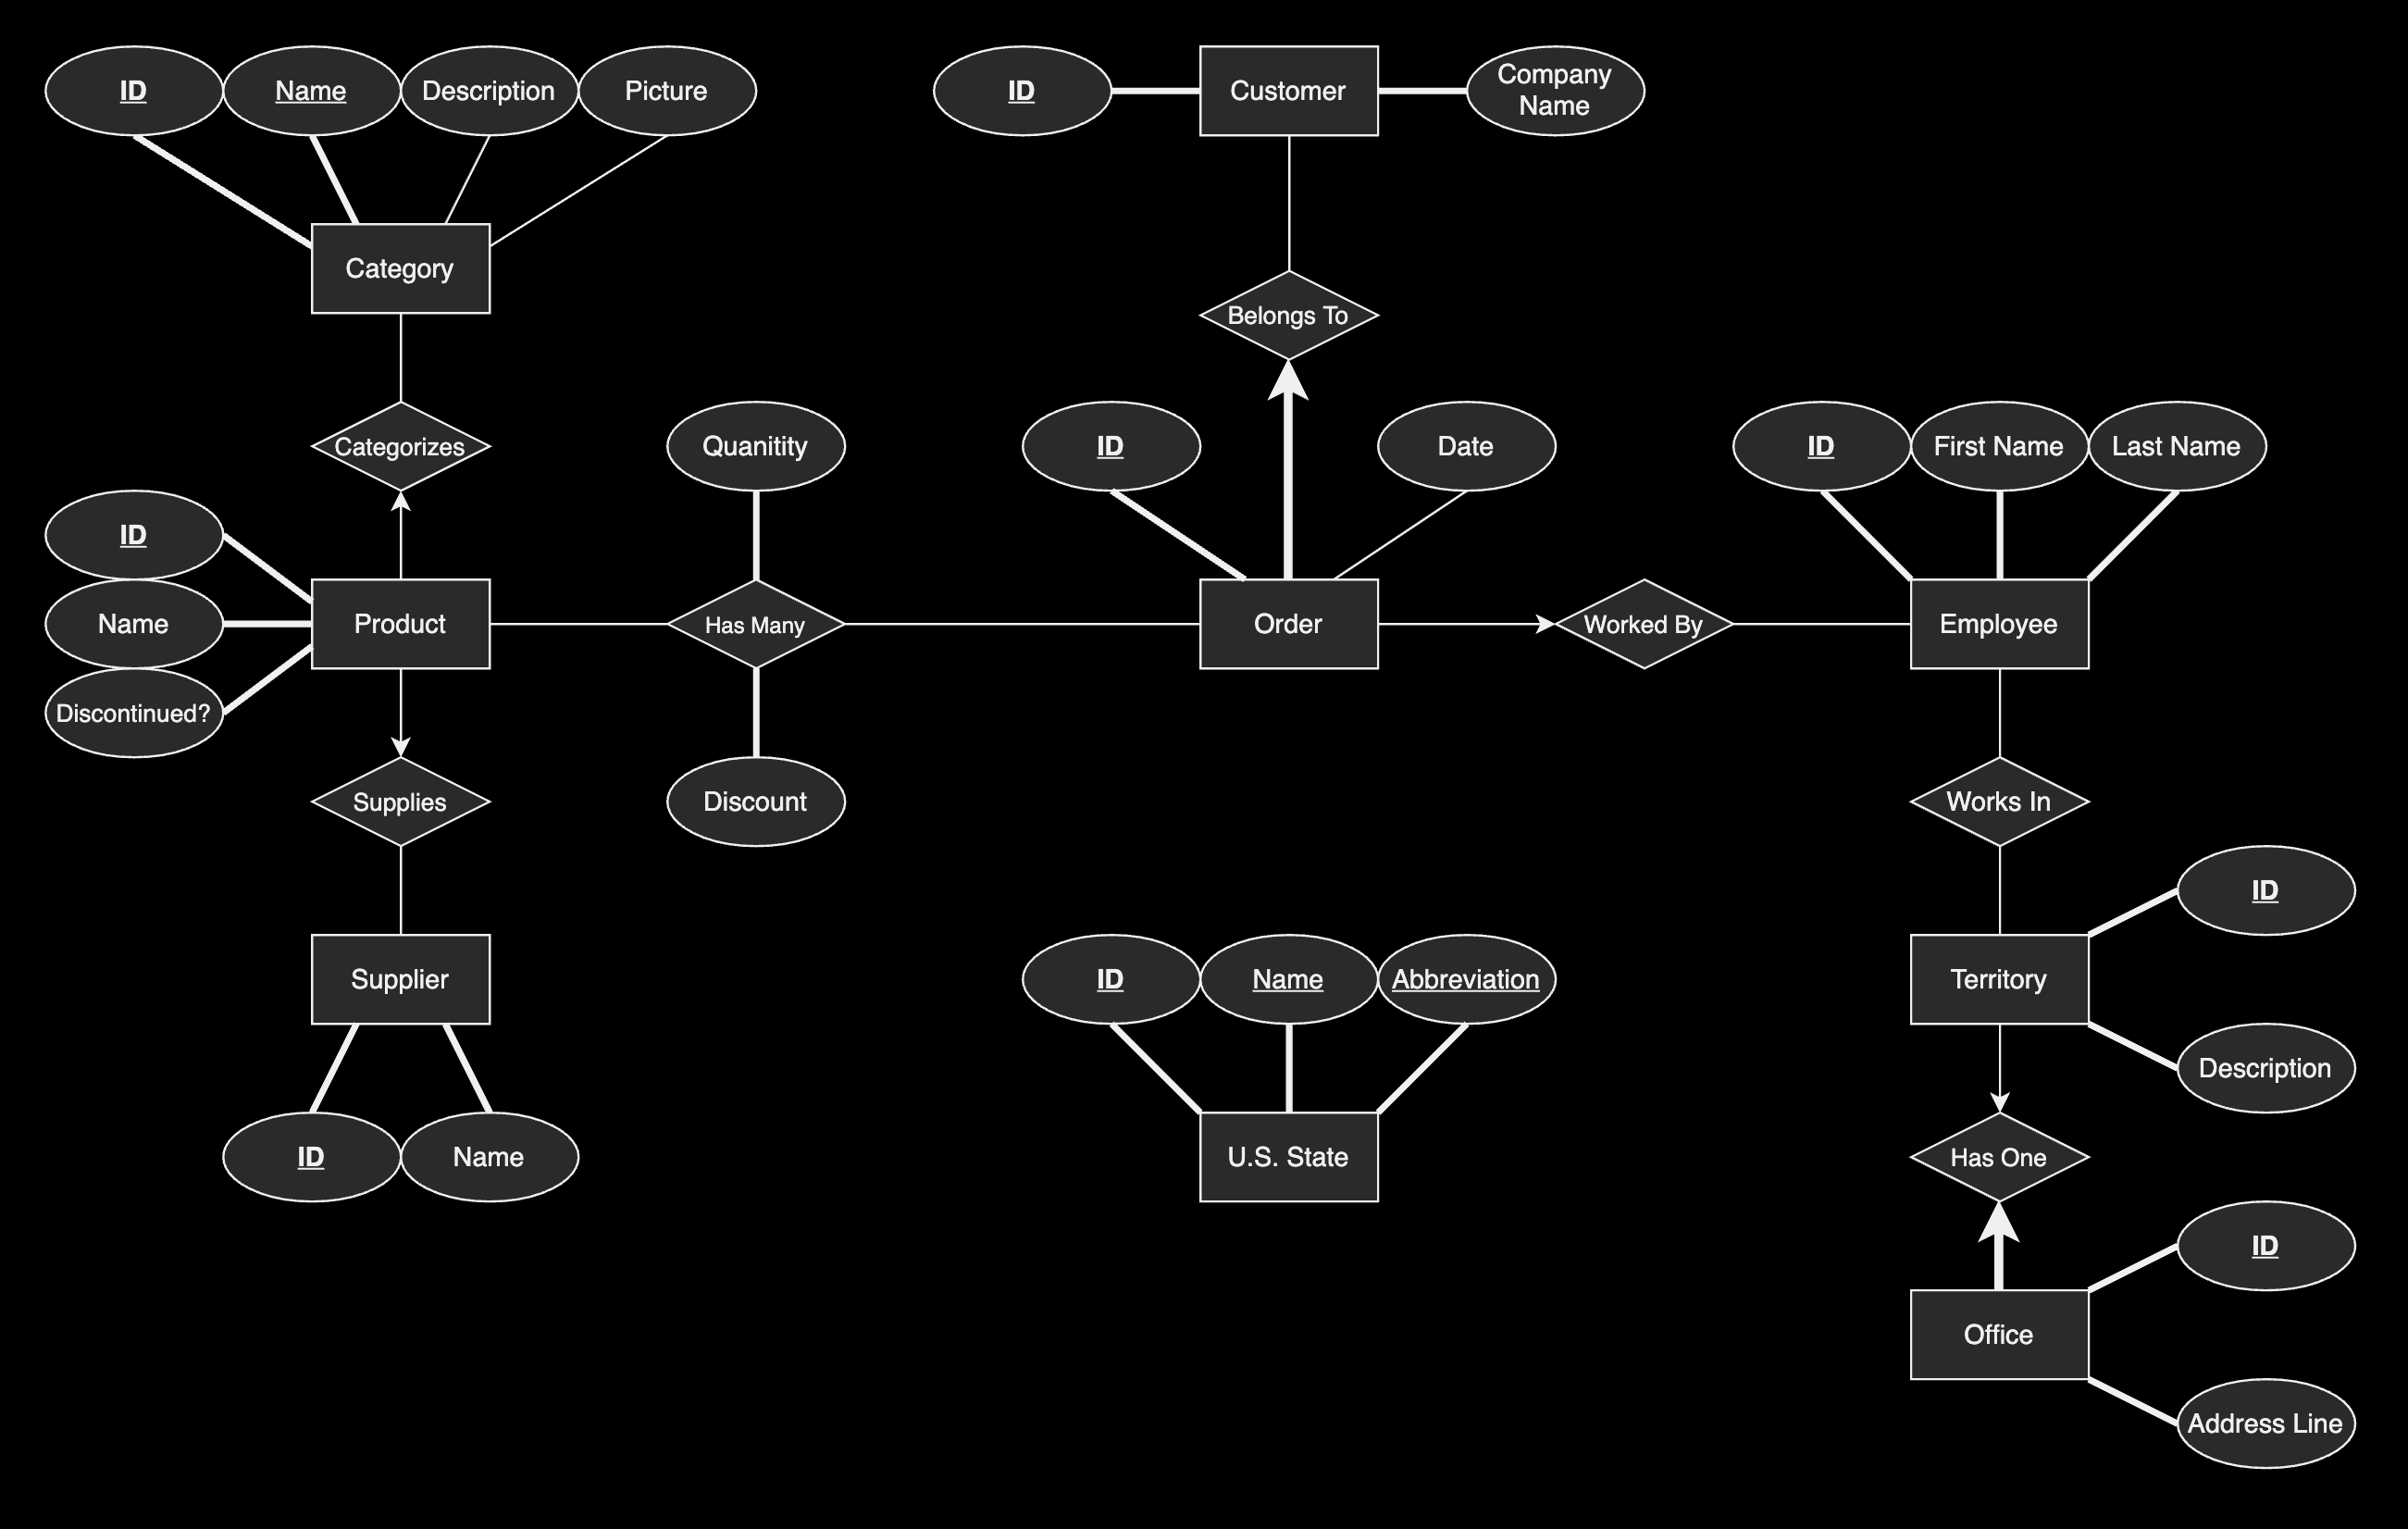 ID
Name
Description
Picture
ID
Customer
Company
Name
Category
Belongs To
Categorizes
Quanitity
ID
Date
ID
First Name
Last Name
ID
Name
Product
Has Many
Order
Worked By
Employee
Discontinued?
Supplies
Discount
Works In
ID
Supplier
ID
Name
Abbreviation
Territory
Description
ID
Name
U.S. State
Has One
ID
Office
Address Line